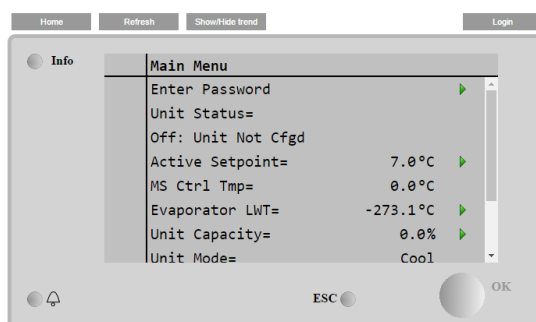 Home Refresh Show/Hide trend Login
Info
Main Menu
Enter Password
Unit Status=
Off: Unit Not Cfgd
Active Setpoint= 7.0°C
MS Ctrl Tmp= 0.0°C
Evaporator LWT= -273.1°C
Unit Capacity= 0.0%
Unit Mode= Cool
ESC OK